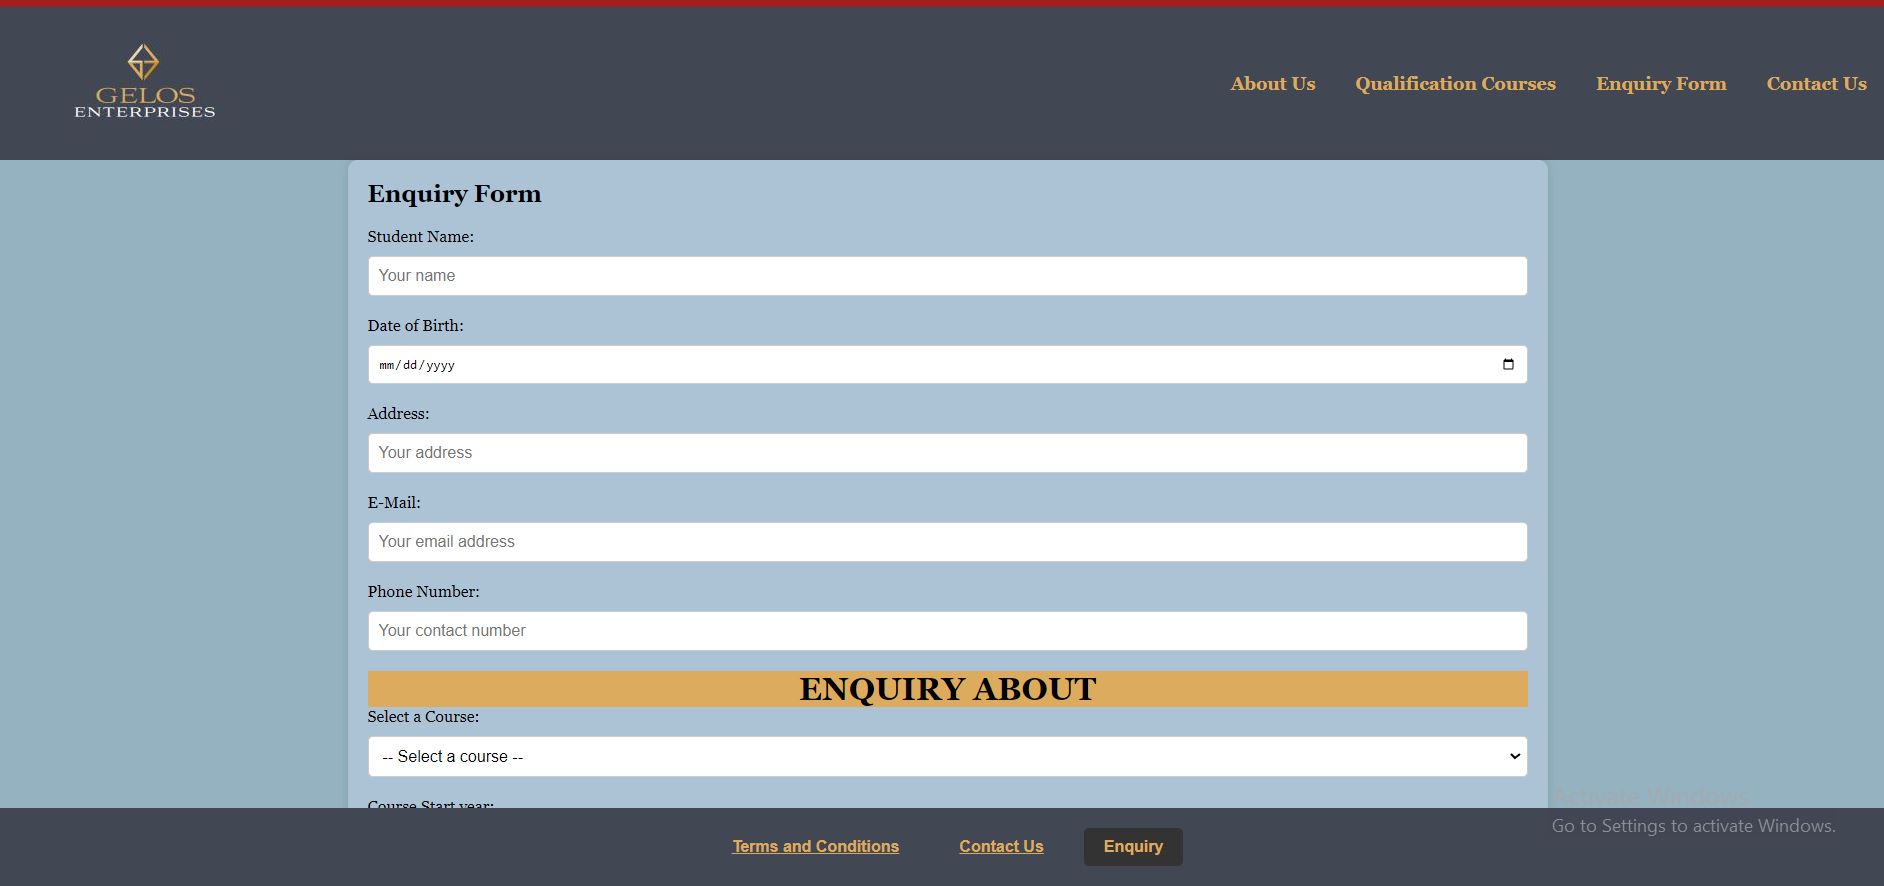 GELOS
ENTERPRISES
About Us Qualification Courses Enquiry Form Contact Us
Enquiry Form
Student Name:
Your name
Date of Birth:
mm/dd/yyyy
Address:
Your address
E-Mail:
Your email address
Phone Number:
Your contact number
ENQUIRY ABOUT
Select a Course:
-- Select a course --
Course Start year:
Activate Windows
Go to Settings to activate Windows.
Terms and Conditions Contact Us Enquiry